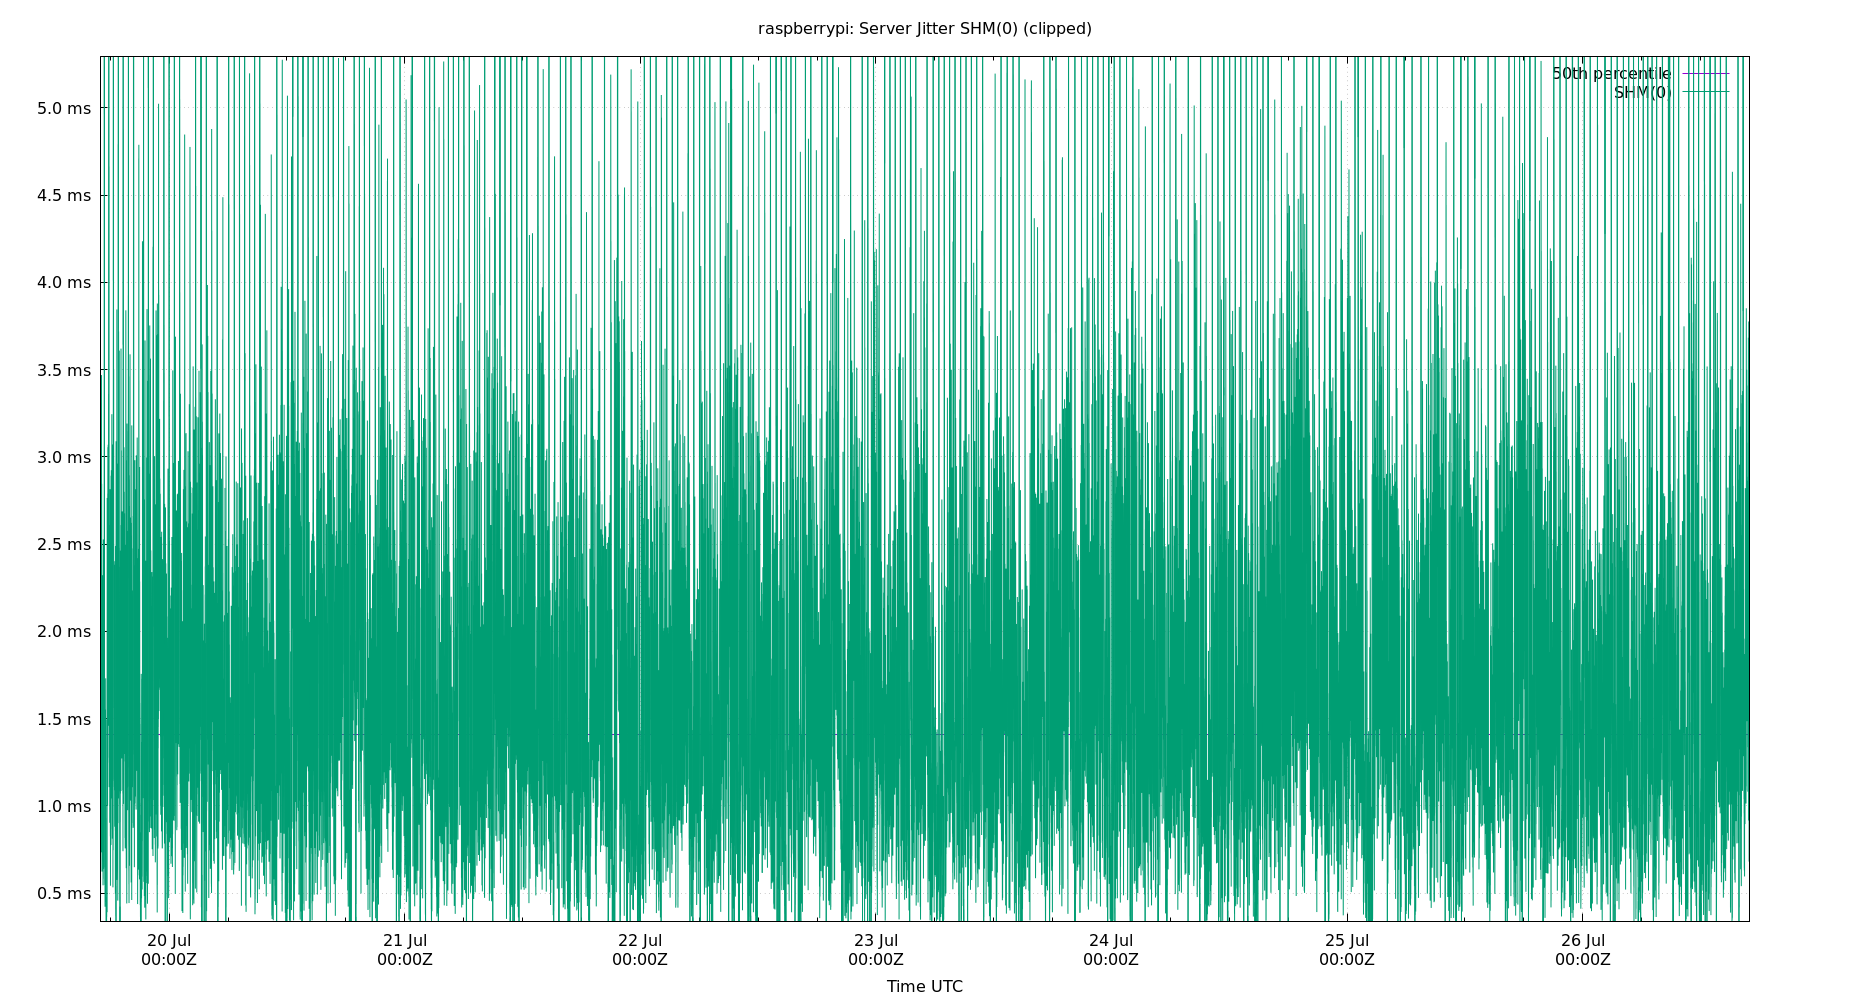 raspberrypi: Server Jitter SHM(0) (clipped)
50th percentile
SHM(0)
5.0 ms
4.5 ms
4.0 ms
3.5 ms
3.0 ms
2.5 ms
2.0 ms
1.5 ms
1.0 ms
0.5 ms
20 Jul 21 Jul 22 Jul 23 Jul 24 Jul 25 Jul 26 Jul
00:00Z 00:00Z 00:00Z 00:00Z 00:00Z 00:00Z 00:00Z
Time UTC